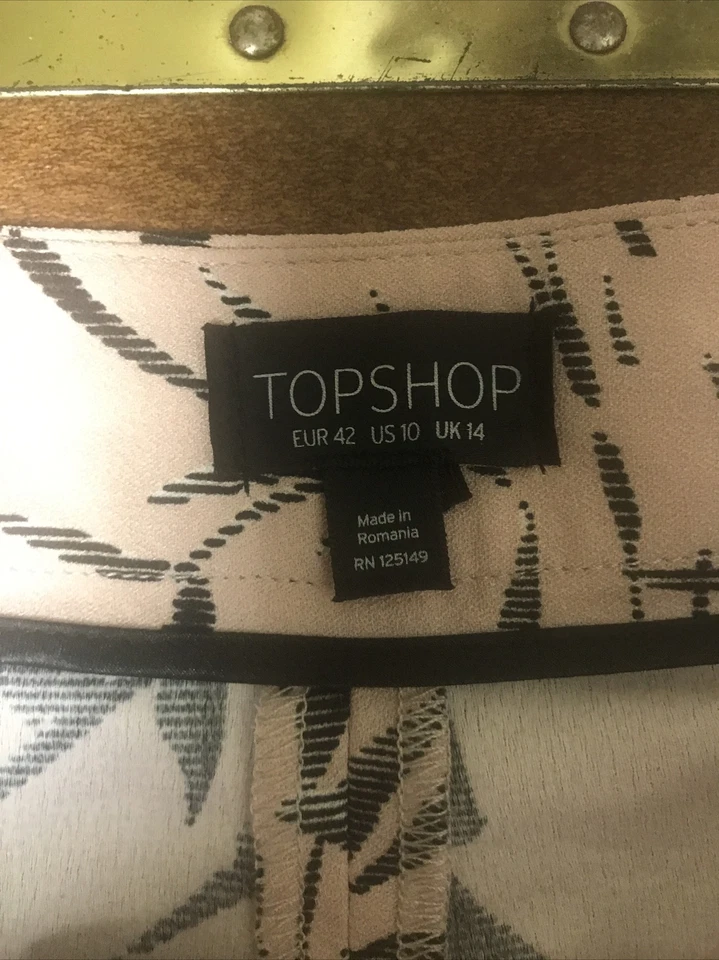 TOPSHOP
EUR 42 US 10 UK 14
Made in
Romania
RN 125149